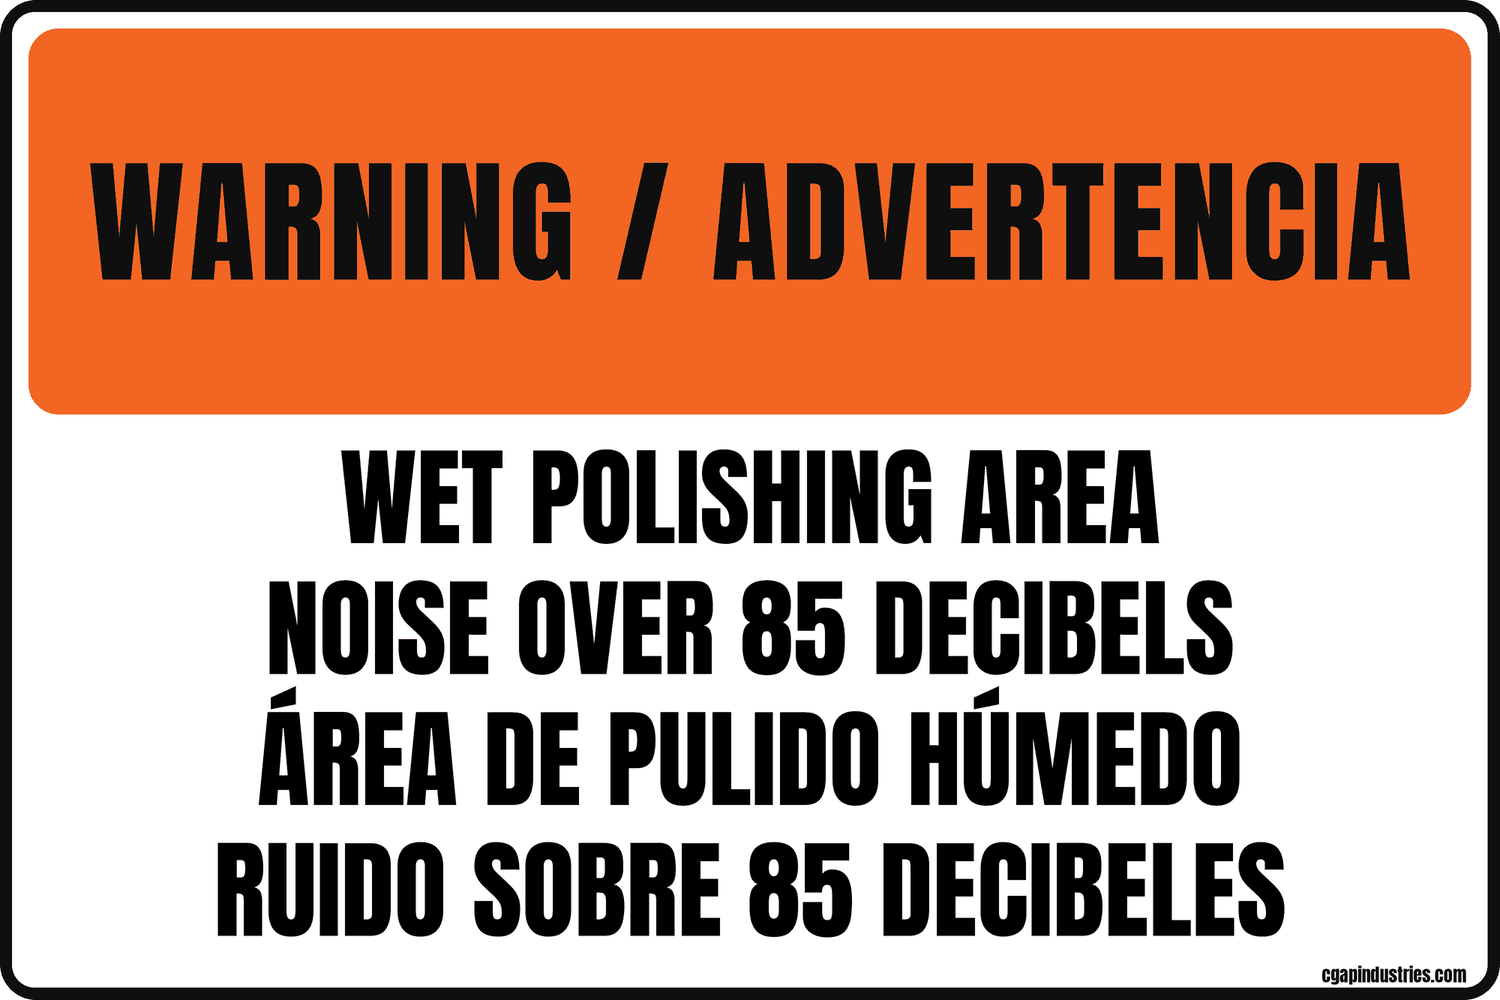 WARNING / ADVERTENCIA
WET POLISHING AREA
NOISE OVER 85 DECIBELS
ÁREA DE PULIDO HÚMEDO
RUIDO SOBRE 85 DECIBELES
cgapindustries.com